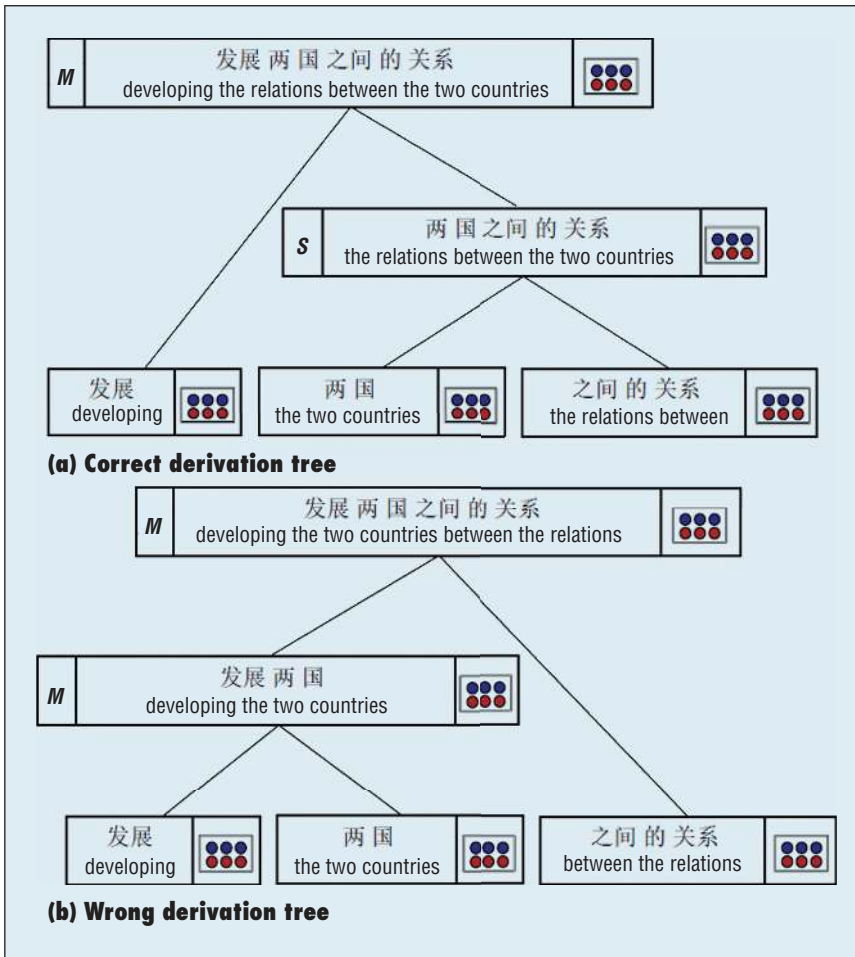 M
发展 两 国 之间 的 关系
developing the relations between the two countries
S
两 国 之间 的 关系
the relations between the two countries
发展
developing
两 国
the two countries
之间 的 关系
the relations between
(a) Correct derivation tree
M
发展 两 国 之间 的 关系
developing the two countries between the relations
M
发展 两 国
developing the two countries
发展
developing
两 国
the two countries
之间 的 关系
between the relations
(b) Wrong derivation tree